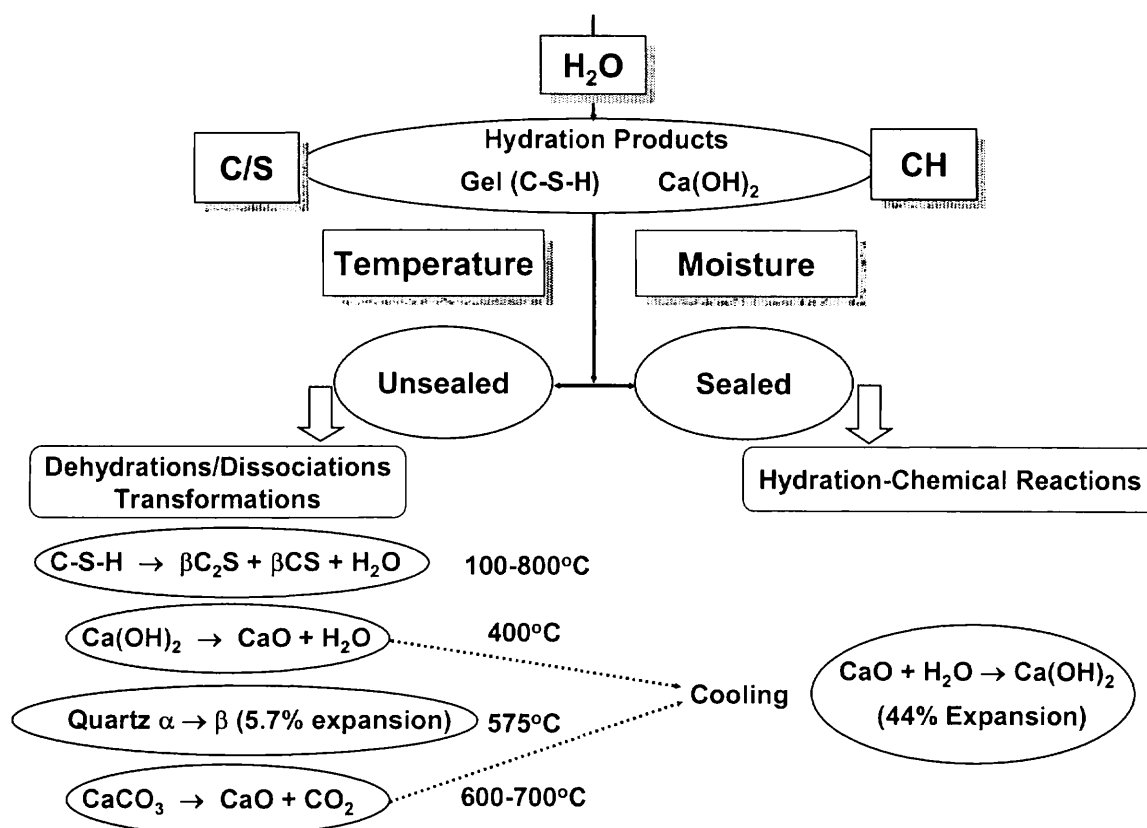 H₂O
Hydration Products
C/S
Gel (C-S-H) Ca(OH)₂
CH
Temperature Moisture
Unsealed Sealed
Dehydrations/Dissociations
Transformations
Hydration-Chemical Reactions
C-S-H → βC₂S + βCS + H₂O 100-800°C
Ca(OH)₂ → CaO + H₂O 400°C
Cooling
CaO + H₂O → Ca(OH)₂
(44% Expansion)
Quartz α → β (5.7% expansion) 575°C
CaCO₃ → CaO + CO₂ 600-700°C